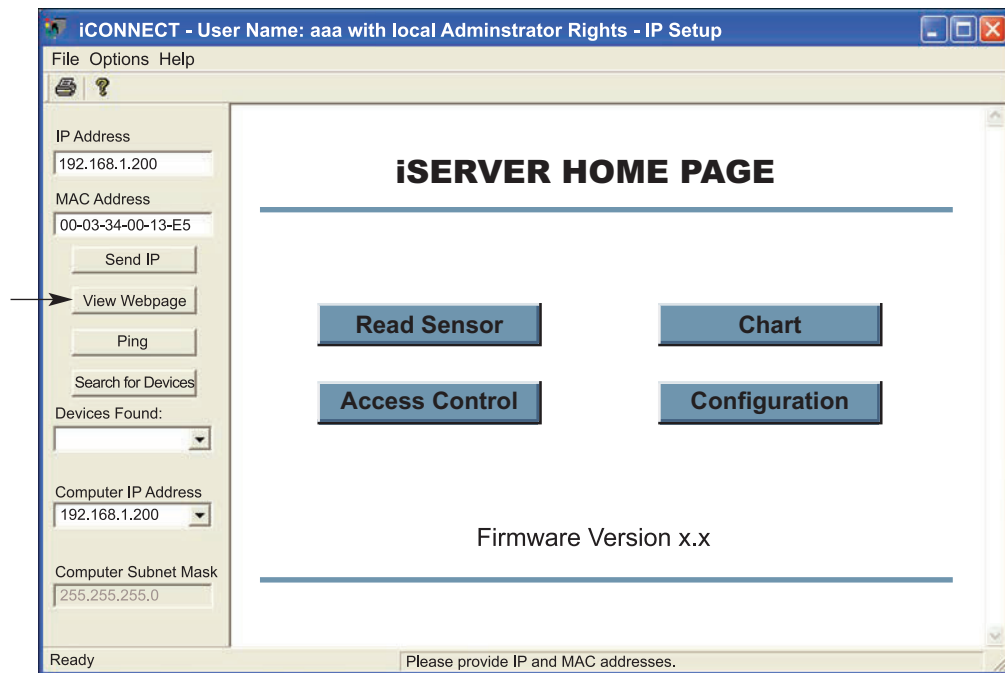 iCONNECT - User Name: aaa with local Adminstrator Rights - IP Setup
File Options Help
IP Address
192.168.1.200
MAC Address
00-03-34-00-13-E5
Send IP
View Webpage
Ping
Search for Devices
Devices Found:
Computer IP Address
192.168.1.200
Computer Subnet Mask
255.255.255.0
iSERVER HOME PAGE
Read Sensor
Chart
Access Control
Configuration
Firmware Version x.x
Ready
Please provide IP and MAC addresses.